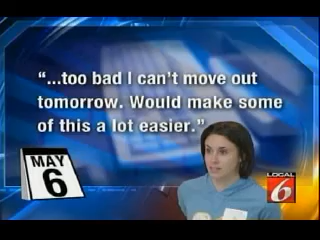 “...too bad I can’t move out
tomorrow. Would make some
of this a lot easier.”
MAY
6
LOCAL
6